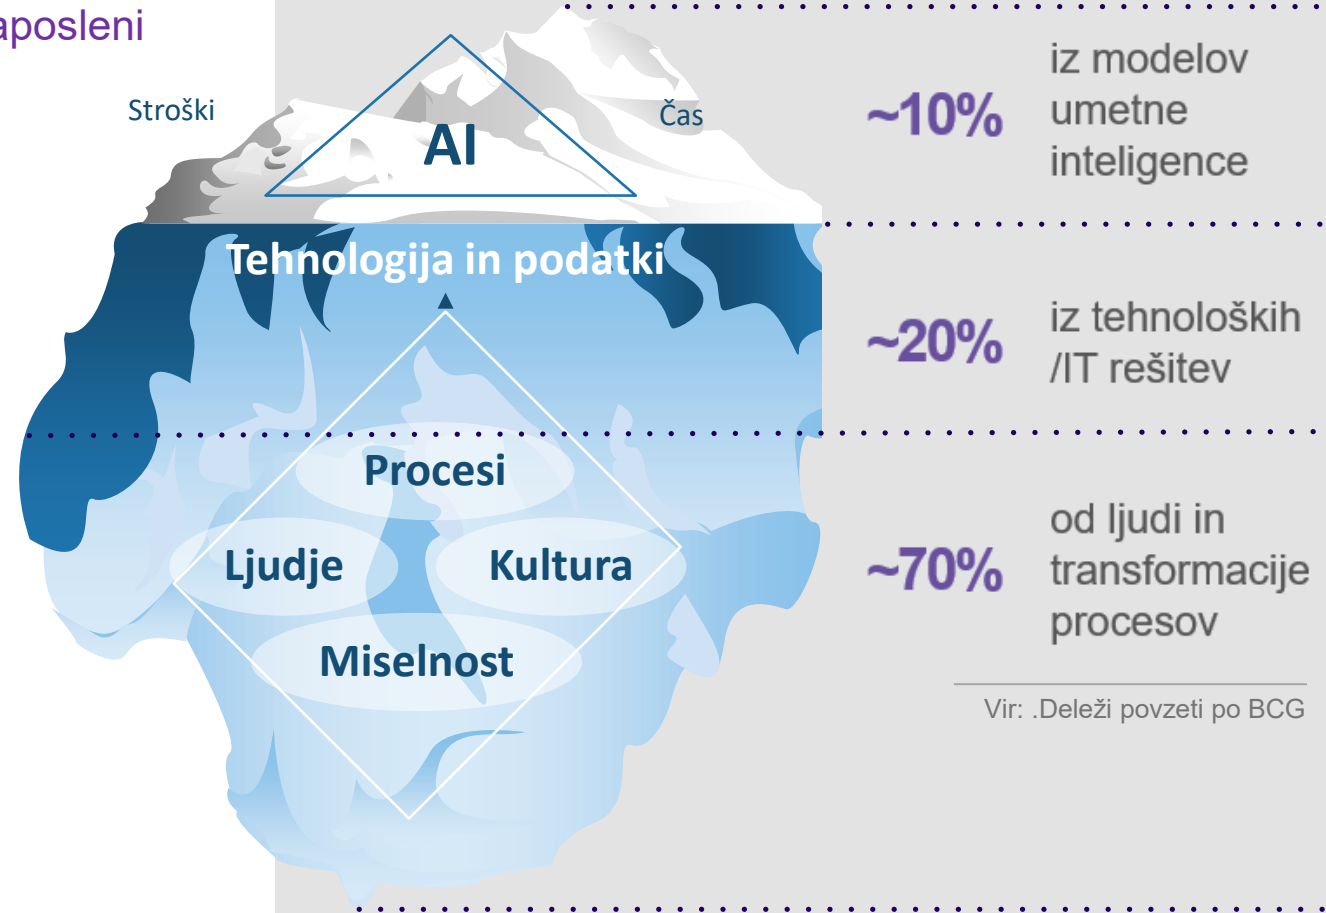 aposleni
Stroški
Čas
AI
~10%
iz modelov
umetne
inteligence
Tehnologija in podatki
~20%
iz tehnoloških
/IT rešitev
Procesi
Ljudje
Kultura
Miselnost
~70%
od ljudi in
transformacije
procesov
Vir: .Deleži povzeti po BCG